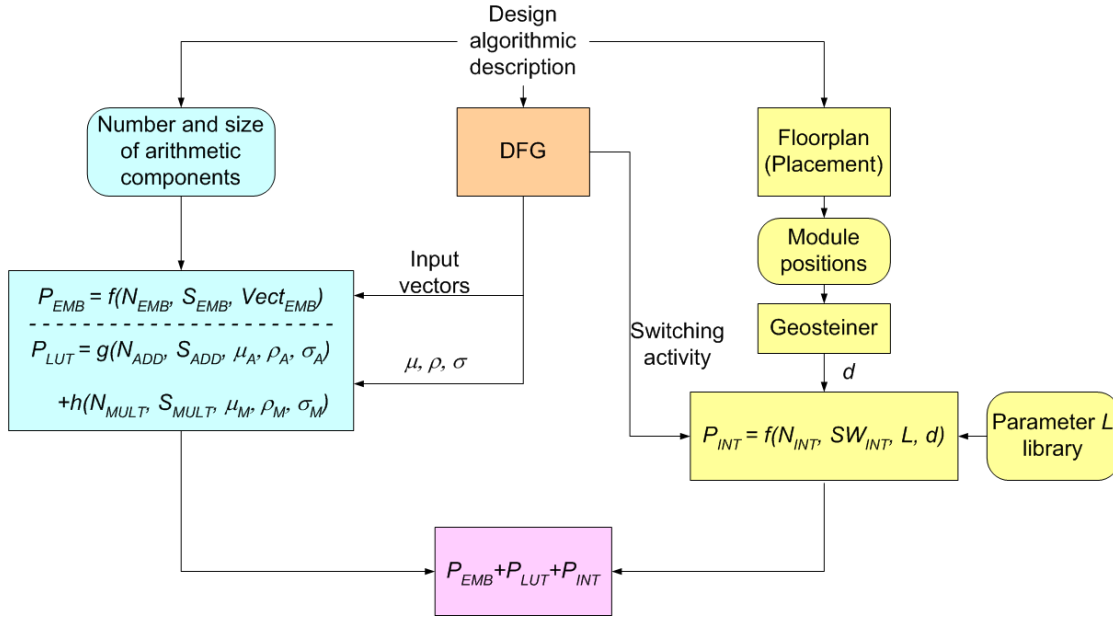 Design
algorithmic
description
Number and size
of arithmetic
components
DFG
Floorplan
(Placement)
Module
positions
Input
vectors
P_EMB = f(N_EMB, S_EMB, Vect_EMB)
P_LUT = g(N_ADD, S_ADD, μ_A, ρ_A, σ_A)
+h(N_MULT, S_MULT, μ_M, ρ_M, σ_M)
μ, ρ, σ
Switching
activity
Geosteiner
d
P_INT = f(N_INT, SW_INT, L, d)
Parameter L
library
P_EMB+P_LUT+P_INT